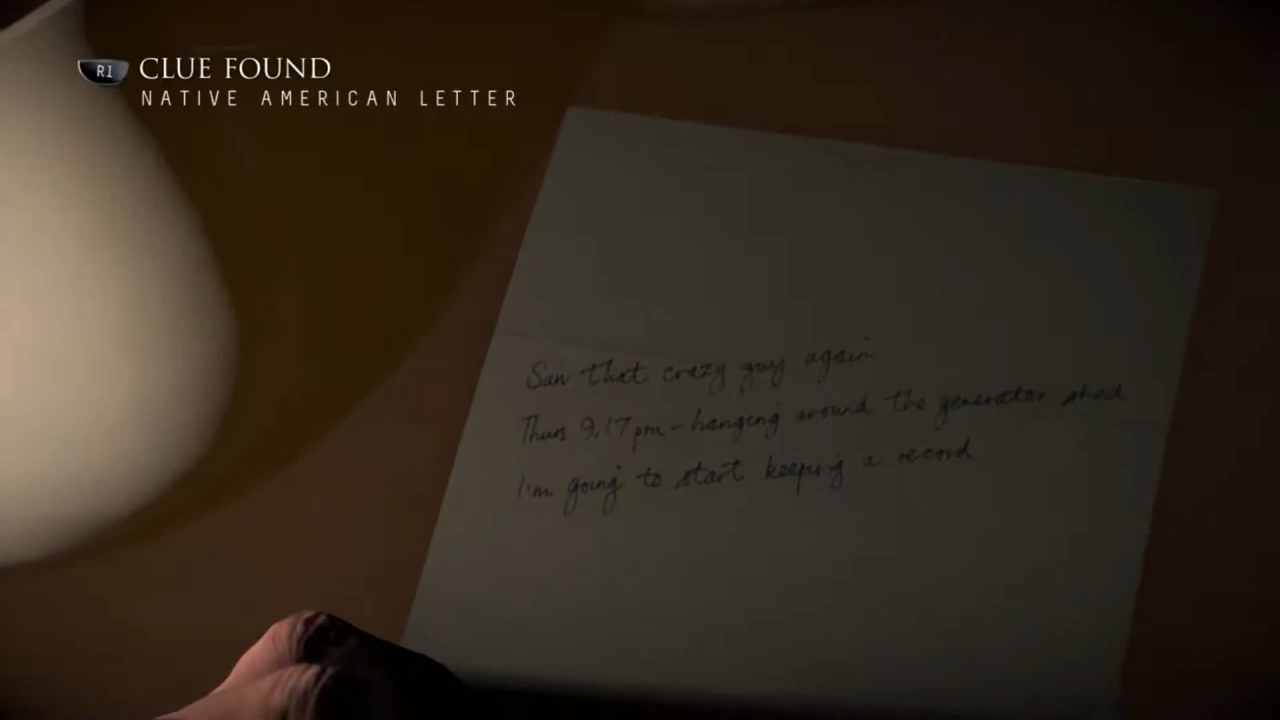 R1 CLUE FOUND
NATIVE AMERICAN LETTER
Saw that crazy guy again
Thurs 9.17pm - hanging around the generator shed
I'm going to start keeping a record